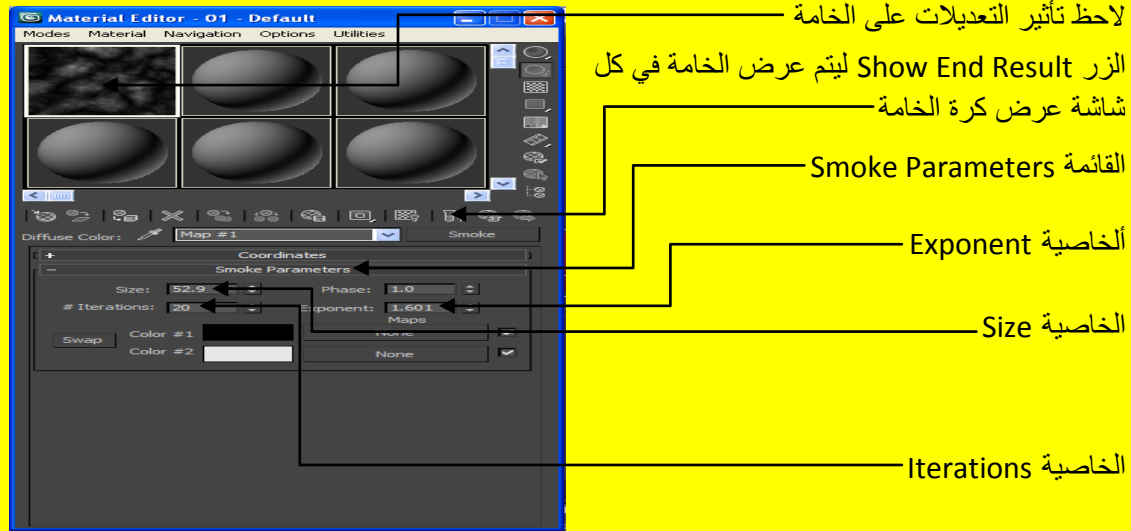 Material Editor - 01 - Default
Modes Material Navigation Options Utilities
Diffuse Color: Map #1 Smoke
+ Coordinates
- Smoke Parameters
Size: 52.9 Phase: 1.0
# Iterations: 20 Exponent: 1.601
Maps
Swap Color #1 None
Color #2 None
لاحظ تأثير التعديلات على الخامة
الزر Show End Result ليتم عرض الخامة في كل
شاشة عرض كرة الخامة
القائمة Smoke Parameters
ألخاصية Exponent
الخاصية Size
الخاصية Iterations